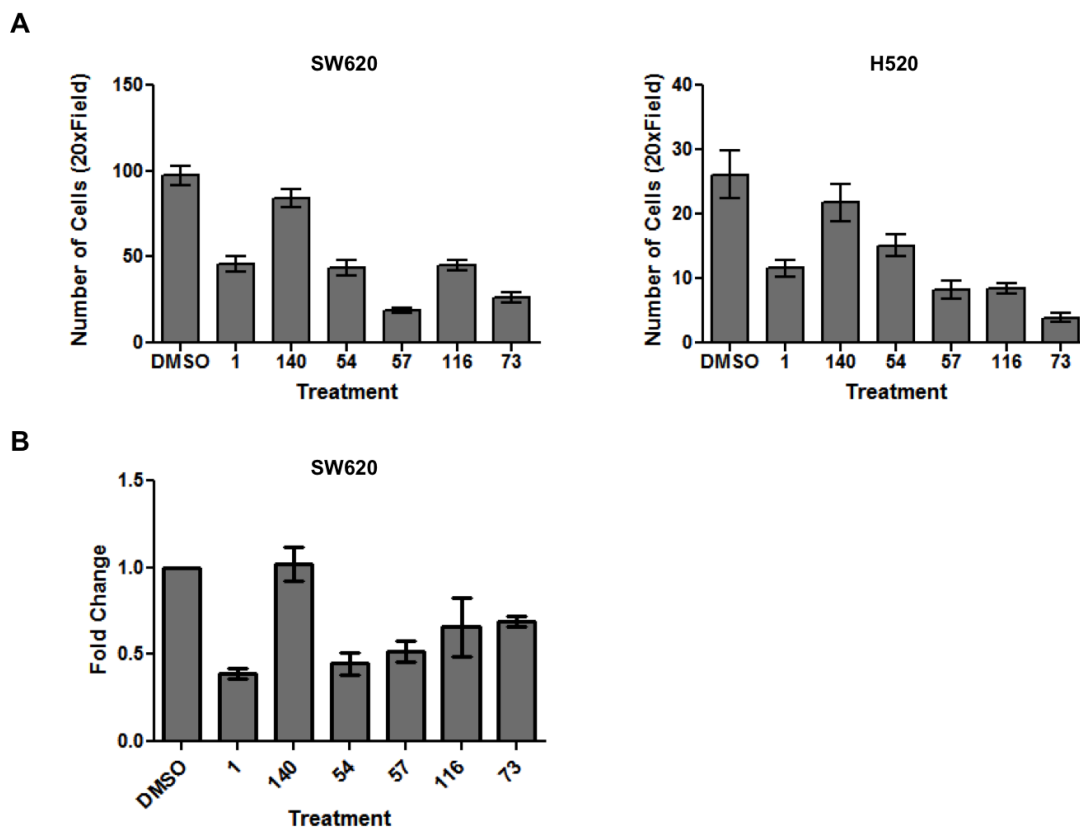 A
SW620
Number of Cells (20xField)
150
100
50
0
DMSO 1 140 54 57 116 73
Treatment
H520
Number of Cells (20xField)
40
30
20
10
0
DMSO 1 140 54 57 116 73
Treatment
B
SW620
Fold Change
1.5
1.0
0.5
0.0
DMSO 1 140 54 57 116 73
Treatment